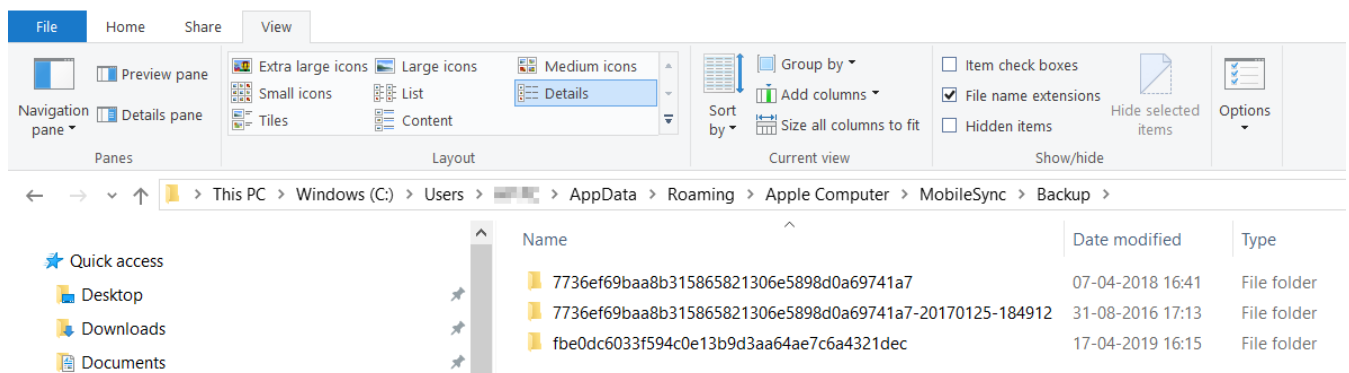 File Home Share View
Preview pane Extra large icons Large icons Medium icons Group by Item check boxes
Small icons List Details Add columns File name extensions
Navigation pane Details pane Tiles Content Sort by Size all columns to fit Hidden items Hide selected items Options
Panes Layout Current view Show/hide
> This PC > Windows (C:) > Users > > AppData > Roaming > Apple Computer > MobileSync > Backup >
Name Date modified Type
Quick access
7736ef69baa8b315865821306e5898d0a69741a7 07-04-2018 16:41 File folder
Desktop
7736ef69baa8b315865821306e5898d0a69741a7-20170125-184912 31-08-2016 17:13 File folder
Downloads
fbe0dc6033f594c0e13b9d3aa64ae7c6a4321dec 17-04-2019 16:15 File folder
Documents